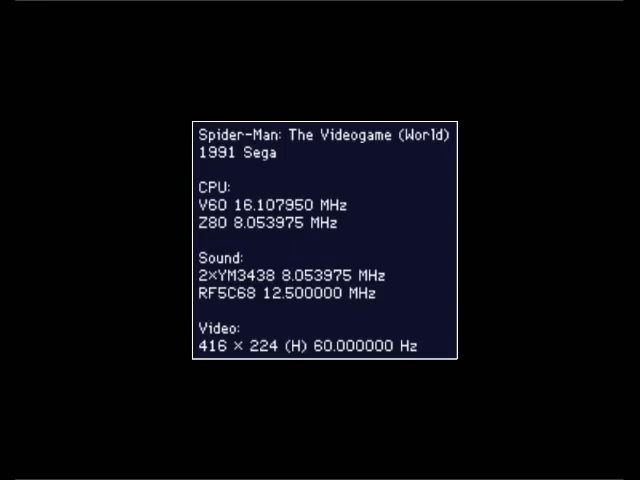 Spider-Man: The Videogame (World)
1991 Sega
CPU:
V60 16.107950 MHz
Z80 8.053975 MHz
Sound:
2×YM3438 8.053975 MHz
RF5C68 12.500000 MHz
Video:
416 × 224 (H) 60.000000 Hz